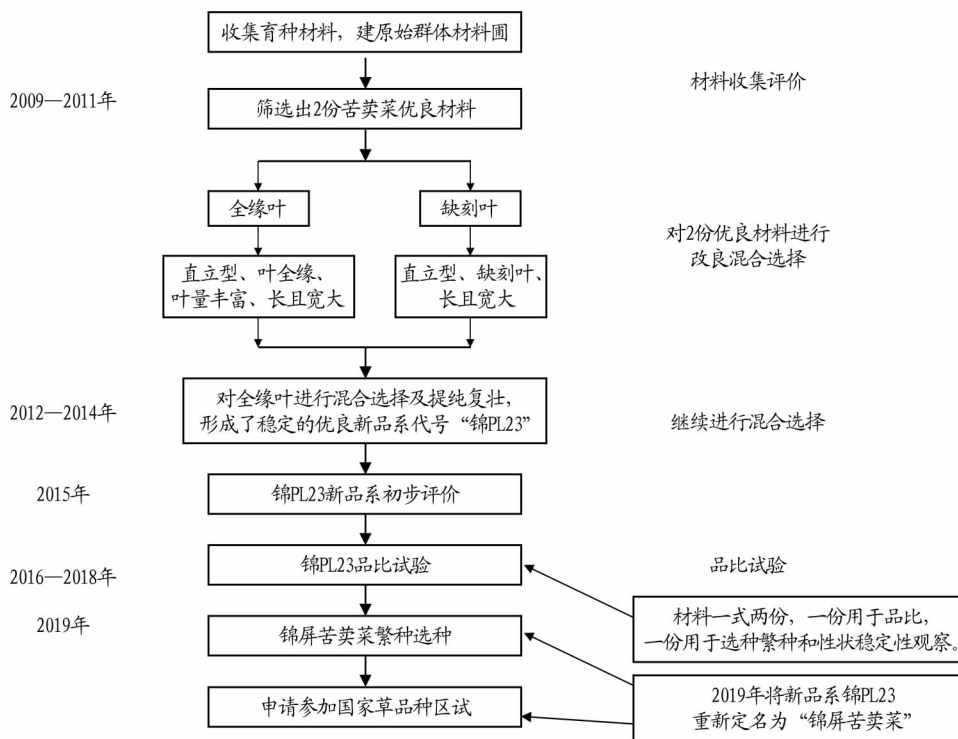 收集育种材料，建原始群体材料圃
材料收集评价
2009—2011年
筛选出2份苦荬菜优良材料
全缘叶
缺刻叶
对2份优良材料进行
改良混合选择
直立型、叶全缘、
叶量丰富、长且宽大
直立型、缺刻叶、
长且宽大
2012—2014年
对全缘叶进行混合选择及提纯复壮，
形成了稳定的优良新品系代号“锦PL23”
继续进行混合选择
2015年
锦PL23新品系初步评价
2016—2018年
锦PL23品比试验
品比试验
2019年
材料一式两份，一份用于品比，
一份用于选种繁种和性状稳定性观察。
锦屏苦荬菜繁种选种
申请参加国家草品种区试
2019年将新品系锦PL23
重新定名为“锦屏苦荬菜”